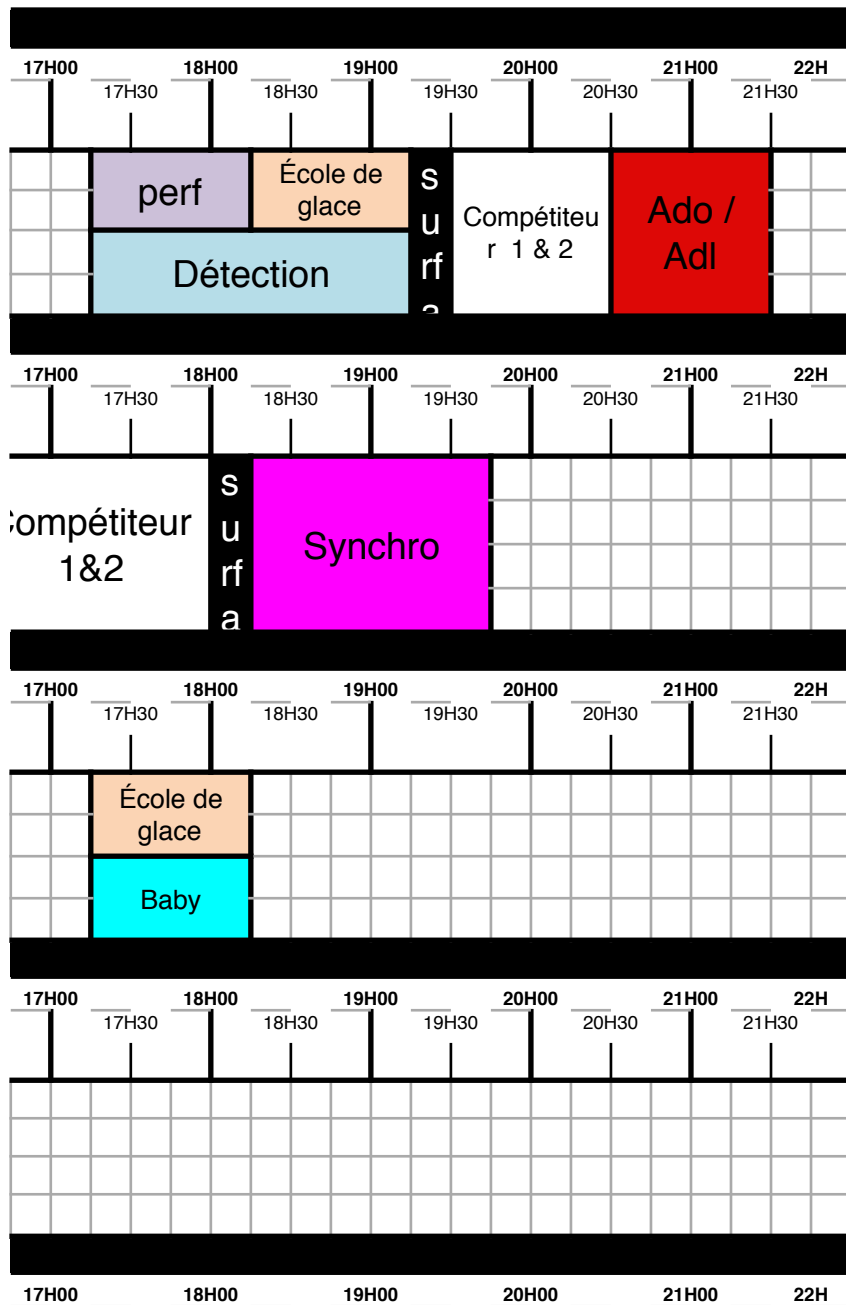 17H00 18H00 19H00 20H00 21H00 22H
17H30 18H30 19H30 20H30 21H30
perf
École de
glace
Détection
s
u
rf
a
Compétiteu
r 1 & 2
Ado /
Adl
17H00 18H00 19H00 20H00 21H00 22H
17H30 18H30 19H30 20H30 21H30
ompétiteur
1&2
s
u
rf
a
Synchro
17H00 18H00 19H00 20H00 21H00 22H
17H30 18H30 19H30 20H30 21H30
École de
glace
Baby
17H00 18H00 19H00 20H00 21H00 22H
17H30 18H30 19H30 20H30 21H30
17H00 18H00 19H00 20H00 21H00 22H